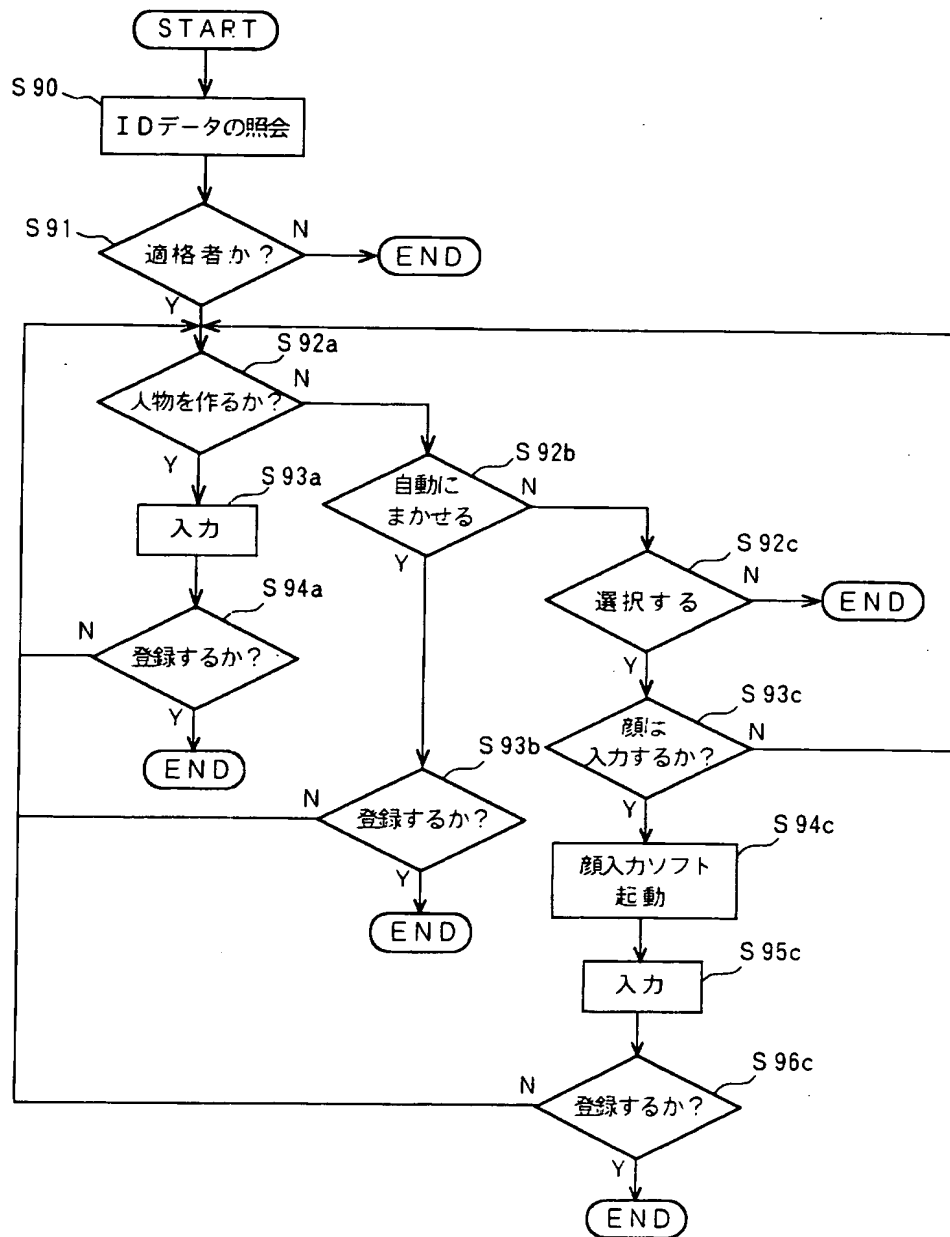 START
S90
IDデータの照会
S91
適格者か?
N
END
Y
S92a
人物を作るか?
N
Y
S92b
自動に
まかせる
N
Y
S93a
入力
S92c
選択する
N
END
Y
S94a
N
登録するか?
Y
END
S93c
顔は
入力するか?
N
Y
S93b
N
登録するか?
Y
END
S94c
顔入力ソフト
起動
S95c
入力
S96c
N
登録するか?
Y
END